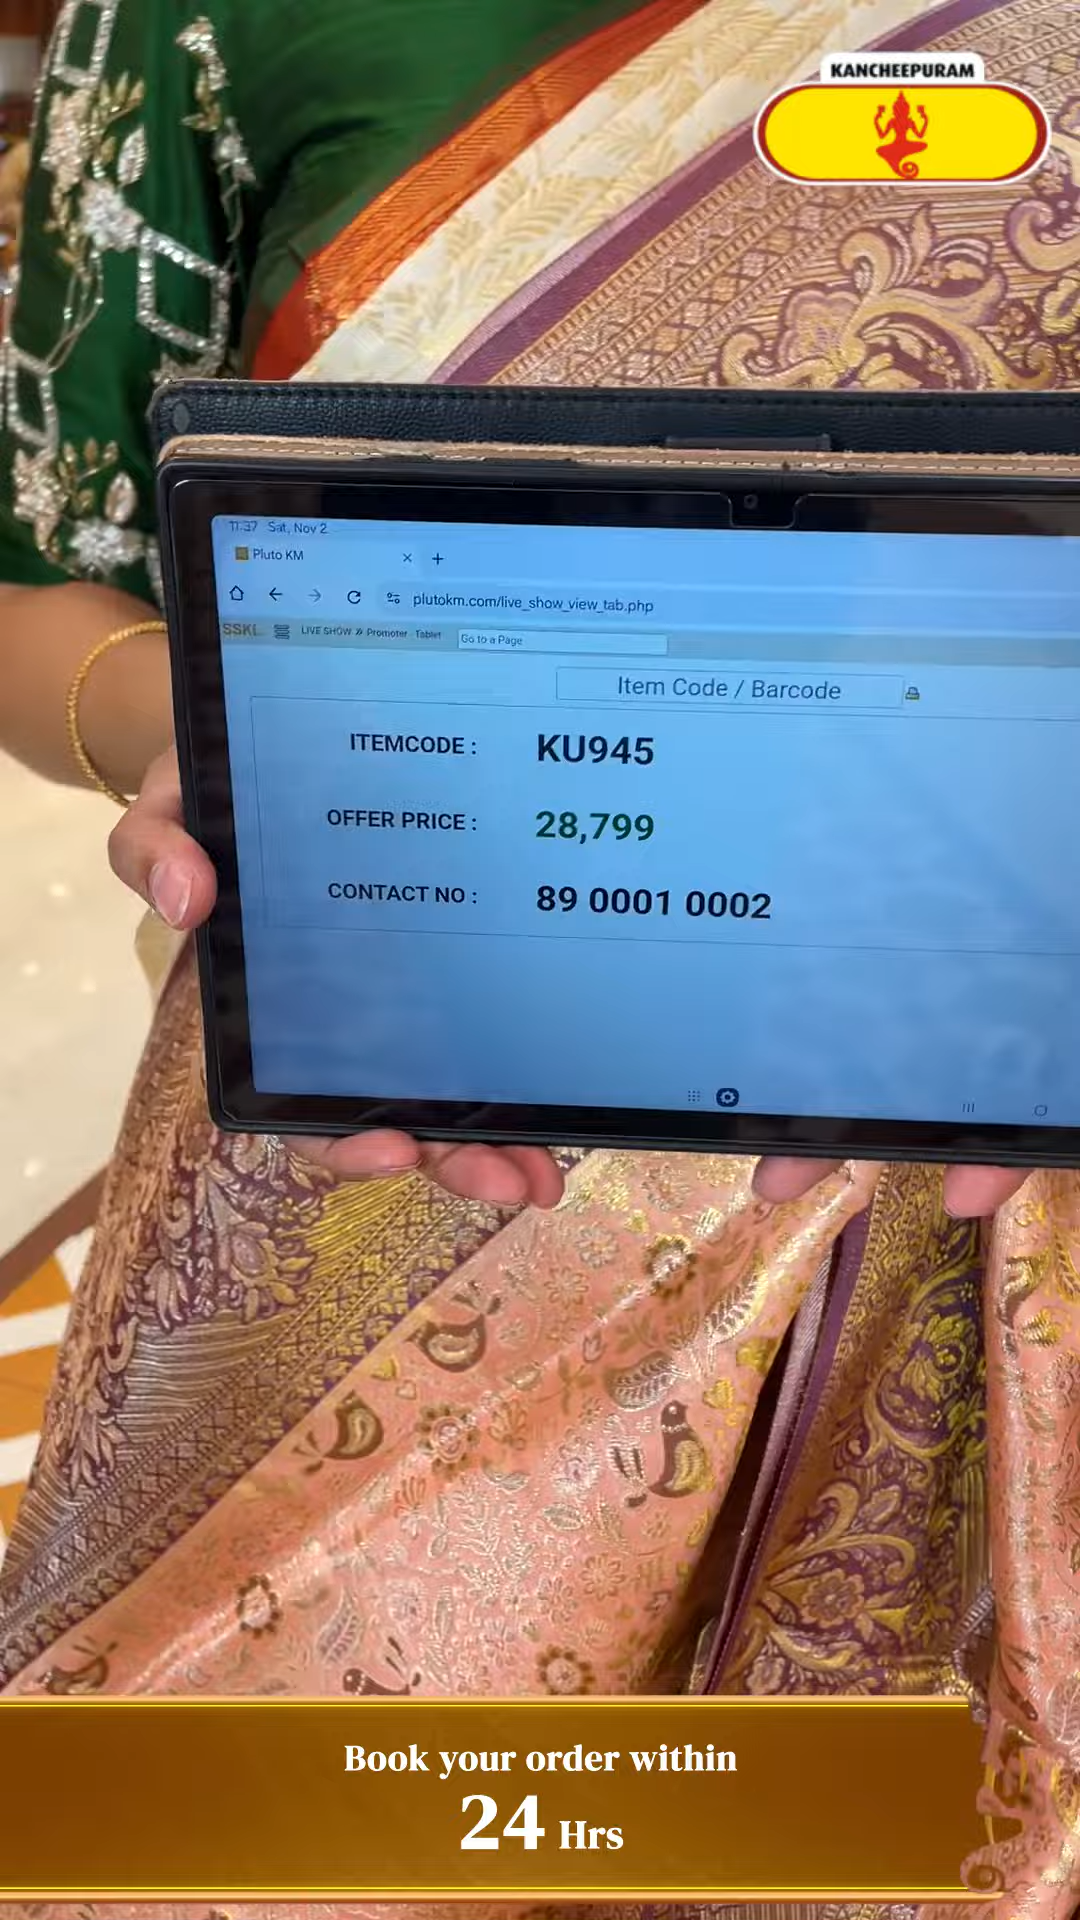 KANCHEEPURAM
11:37 Sat, Nov 2
Pluto KM
plutokm.com/live_show_view_tab.php
SSKL
LIVE SHOW » Promoter - Tablet
Go to a Page
Item Code / Barcode
ITEMCODE : KU945
OFFER PRICE : 28,799
CONTACT NO : 89 0001 0002
Book your order within
24 Hrs